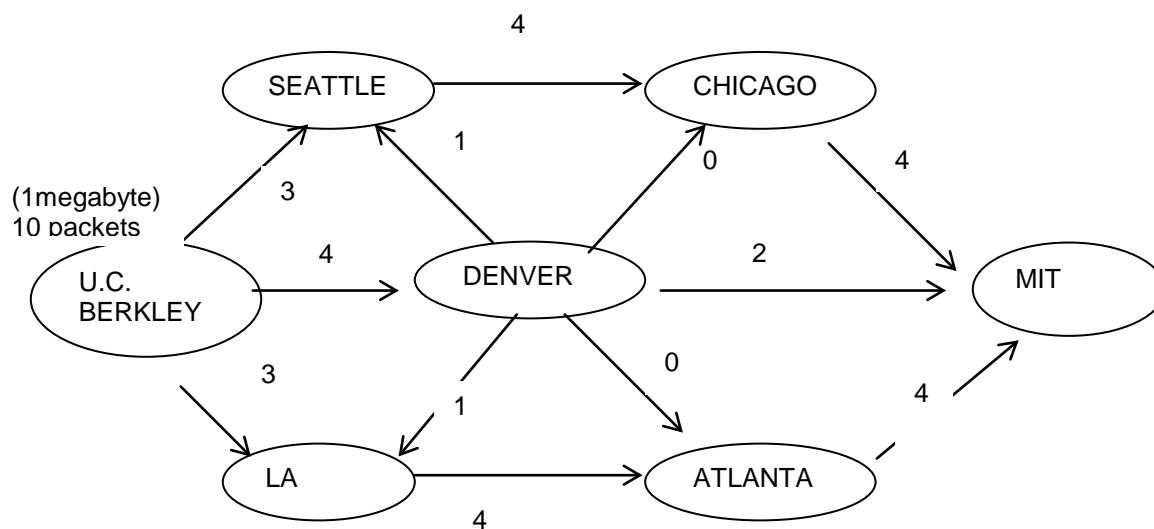 4
SEATTLE
CHICAGO
1
0
4
3
(1megabyte)
10 packets
U.C.
BERKLEY
4
DENVER
2
MIT
3
1
0
4
LA
ATLANTA
4